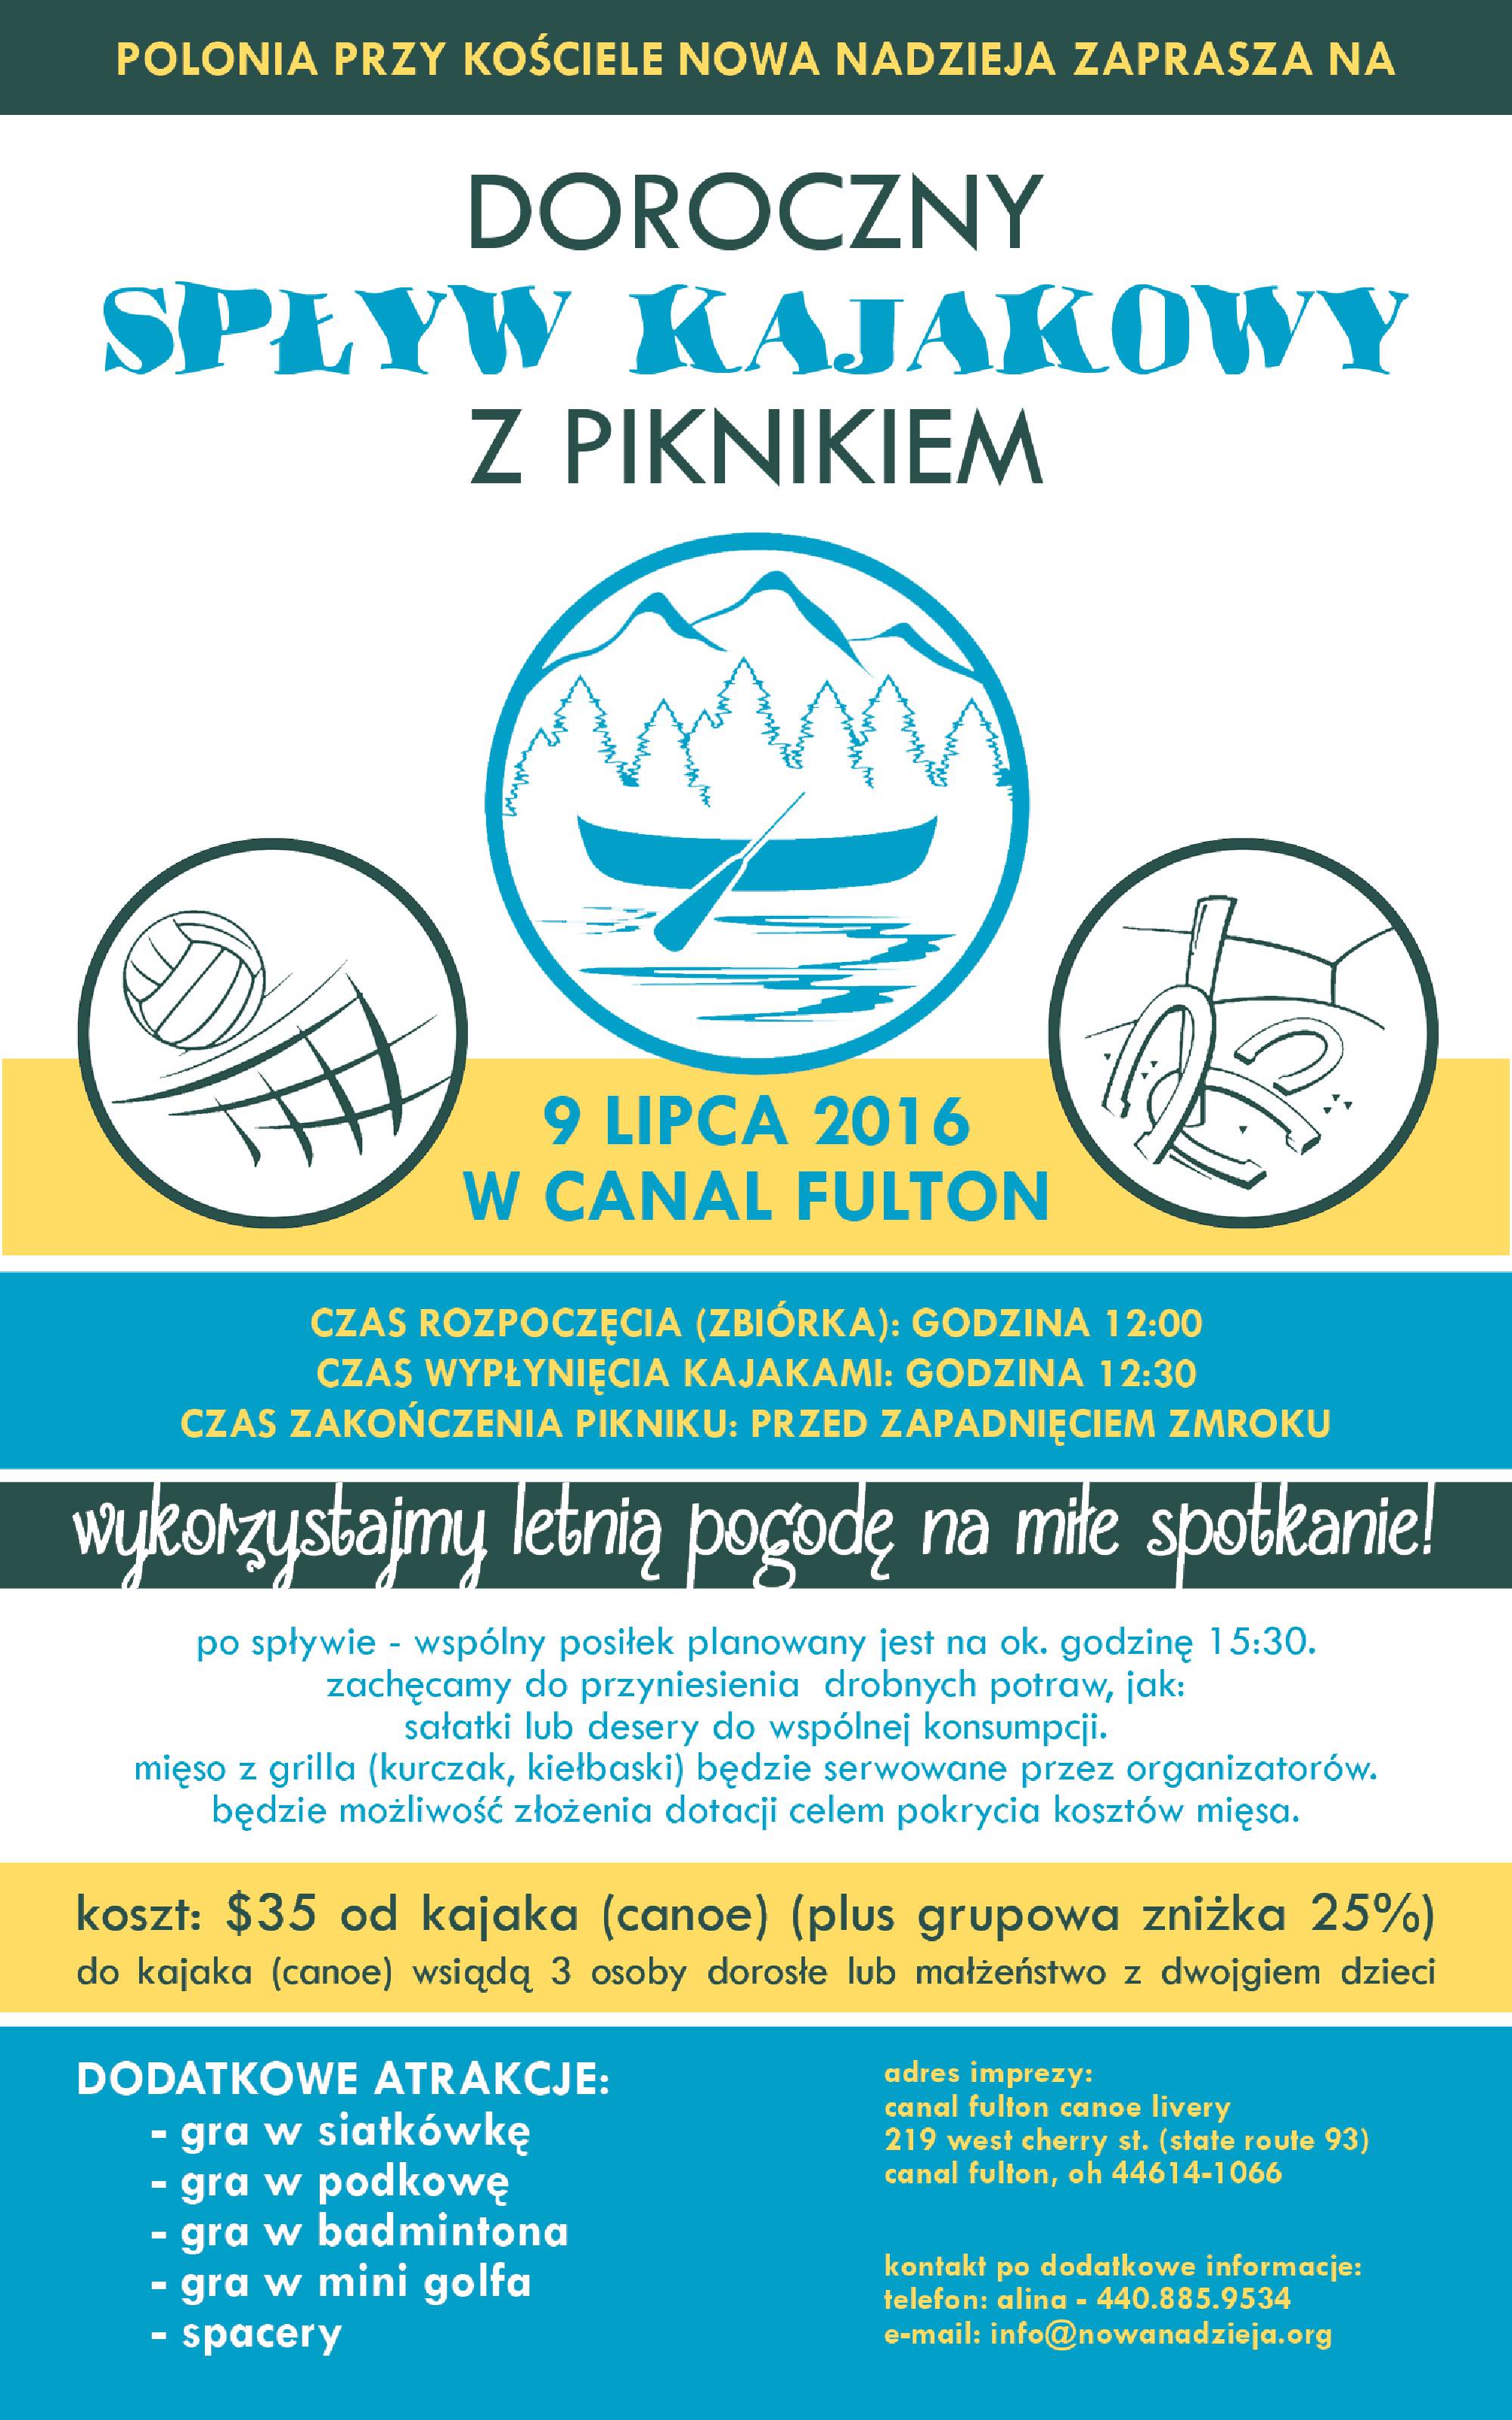 POLONIA PRZY KOŚCIELE NOWA NADZIEJA ZAPRASZA NA
DOROCZNY
SPŁYW KAJAKOWY
Z PIKNIKIEM
9 LIPCA 2016
W CANAL FULTON
CZAS ROZPOCZĘCIA (ZBIÓRKA): GODZINA 12:00
CZAS WYPŁYNIĘCIA KAJAKAMI: GODZINA 12:30
CZAS ZAKOŃCZENIA PIKNIKU: PRZED ZAPADNIĘCIEM ZMROKU
wykorzystajmy letnią pogodę na miłe spotkanie!
po spływie - wspólny posiłek planowany jest na ok. godzinę 15:30.
zachęcamy do przyniesienia drobnych potraw, jak:
sałatki lub desery do wspólnej konsumpcji.
mięso z grilla (kurczak, kiełbaski) będzie serwowane przez organizatorów.
będzie możliwość złożenia dotacji celem pokrycia kosztów mięsa.
koszt: $35 od kajaka (canoe) (plus grupowa zniżka 25%)
do kajaka (canoe) wsiądą 3 osoby dorosłe lub małżeństwo z dwojgiem dzieci
DODATKOWE ATRAKCJE:
- gra w siatkówkę
- gra w podkowę
- gra w badmintona
- gra w mini golfa
- spacery
adres imprezy:
canal fulton canoe livery
219 west cherry st. (state route 93)
canal fulton, oh 44614-1066
kontakt po dodatkowe informacje:
telefon: alina - 440.885.9534
e-mail: info@nowanadzieja.org